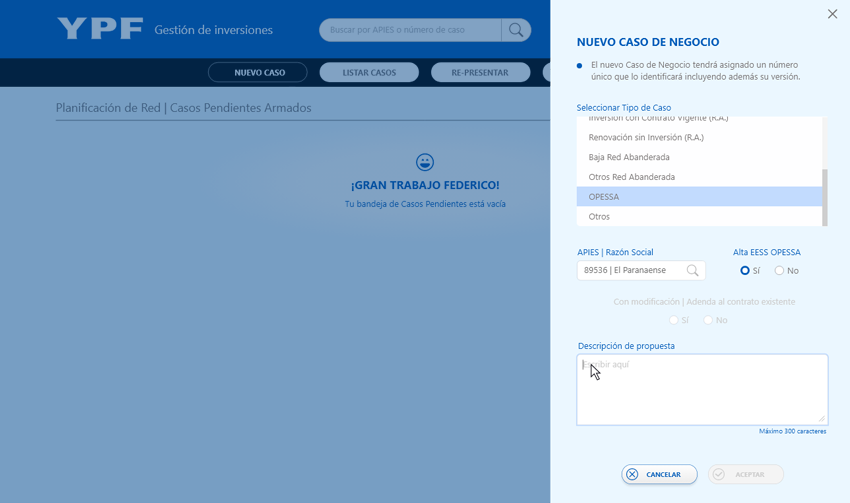 YPF Gestión de inversiones
Buscar por APIES o número de caso
NUEVO CASO LISTAR CASOS RE-PRESENTAR
Planificación de Red | Casos Pendientes Armados
¡GRAN TRABAJO FEDERICO!
Tu bandeja de Casos Pendientes está vacía
NUEVO CASO DE NEGOCIO
El nuevo Caso de Negocio tendrá asignado un número
único que lo identificará incluyendo además su versión.
Seleccionar Tipo de Caso
Inversión con Contrato Vigente (R.A.)
Renovación sin Inversión (R.A.)
Baja Red Abanderada
Otros Red Abanderada
OPESSA
Otros
APIES | Razón Social
89536 | El Paranaense
Alta EESS OPESSA
Sí No
Con modificación | Adenda al contrato existente
Sí No
Descripción de propuesta
Escribir aquí
Máximo 300 caracteres
CANCELAR ACEPTAR